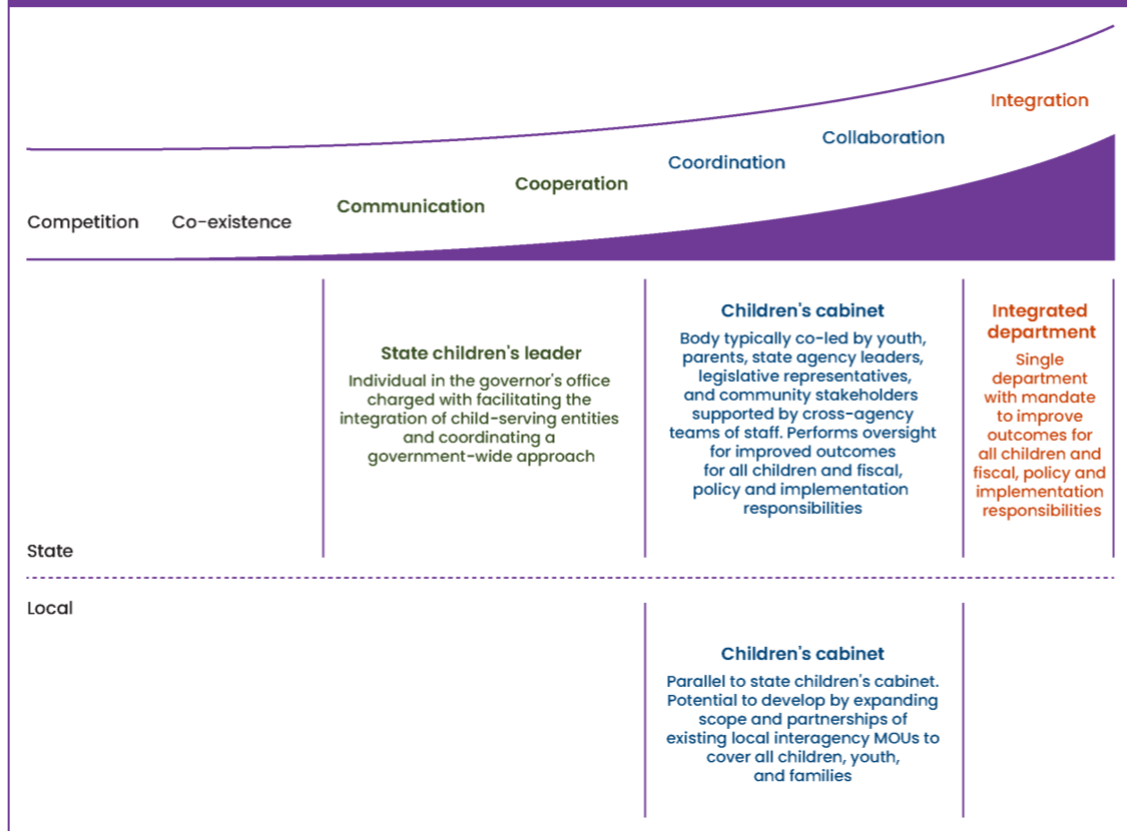 Integration
Collaboration
Coordination
Cooperation
Communication
Competition
Co-existence
State children's leader
Individual in the governor's office
charged with facilitating the
integration of child-serving entities
and coordinating a
government-wide approach
Children's cabinet
Body typically co-led by youth,
parents, state agency leaders,
legislative representatives,
and community stakeholders
supported by cross-agency
teams of staff. Performs oversight
for improved outcomes
for all children and fiscal,
policy and implementation
responsibilities
Integrated
department
Single
department
with mandate
to improve
outcomes for
all children and
fiscal, policy and
implementation
responsibilities
State
Local
Children's cabinet
Parallel to state children's cabinet.
Potential to develop by expanding
scope and partnerships of
existing local interagency MOUs to
cover all children, youth,
and families